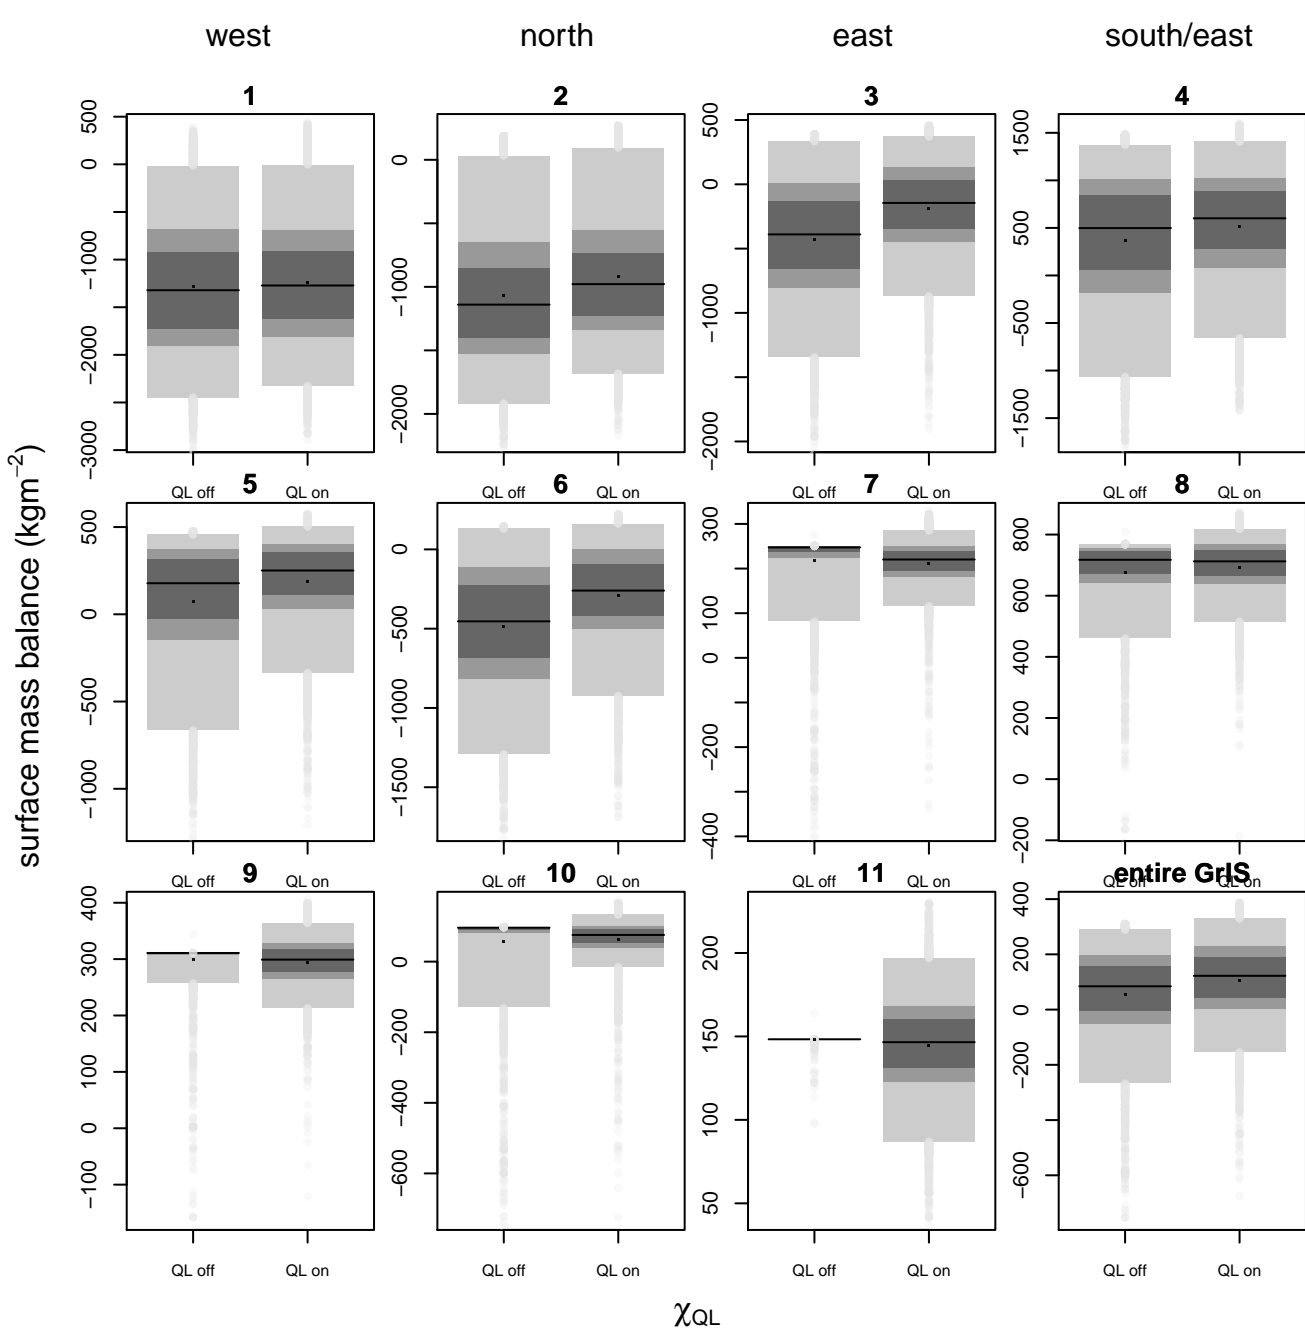 west north east south/east
1 2 3 4
500 0 −1000 −2000 −3000
0 −1000 −2000
500 0 −1000 −2000
1500 500 −500 −1500
QL off QL on QL off QL on QL off QL on QL off QL on
surface mass balance (kgm−2)
5 6 7 8
500 0 −500 −1000
0 −500 −1000 −1500
300 100 0 −200 −400
800 600 400 200 0 −200
QL off QL on QL off QL on QL off QL on QL off QL on
9 10 11 entire GrIS
400 300 200 100 0 −100
0 −200 −400 −600
200 150 100 50
400 200 0 −200 −600
QL off QL on QL off QL on QL off QL on QL off QL on
χQL